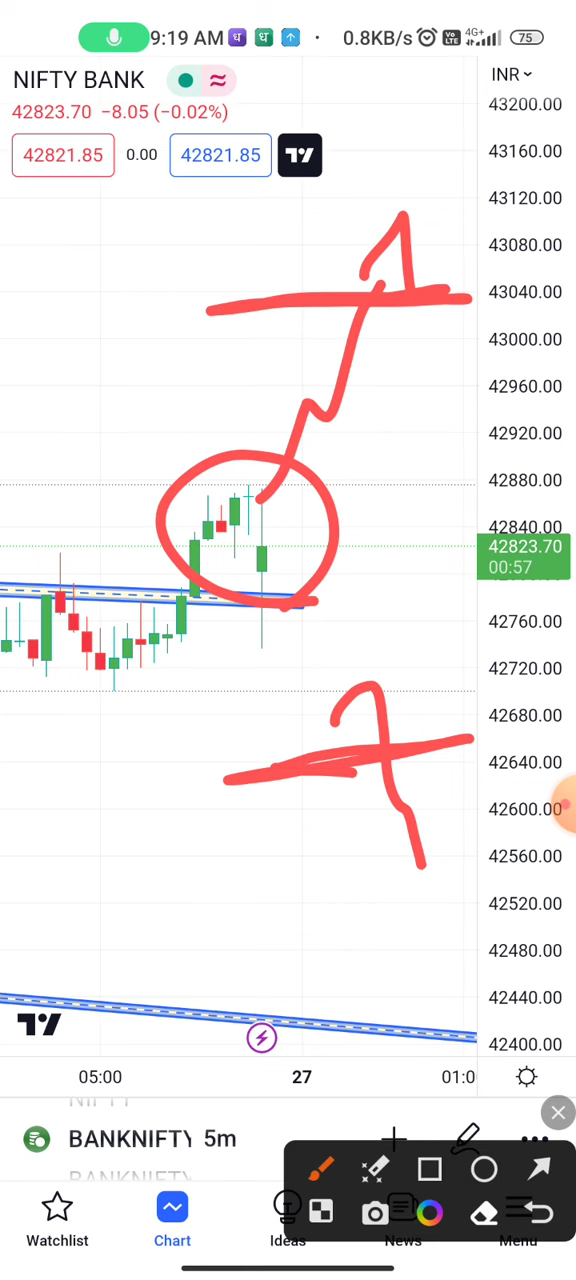 9:19 AM ध ध 0.8KB/s Vo LTE 4G+ 75
NIFTY BANK
INR
42823.70 −8.05 (−0.02%)
42821.85 0.00 42821.85
43200.00
43160.00
43120.00
43080.00
43040.00
43000.00
42960.00
42920.00
42880.00
42840.00
42823.70
00:57
42760.00
42720.00
42680.00
42640.00
42600.00
42560.00
42520.00
42480.00
42440.00
42400.00
05:00 27 01:0
NIFTY
BANKNIFTY 5m
BANKNIFTY
Watchlist Chart Ideas News Menu